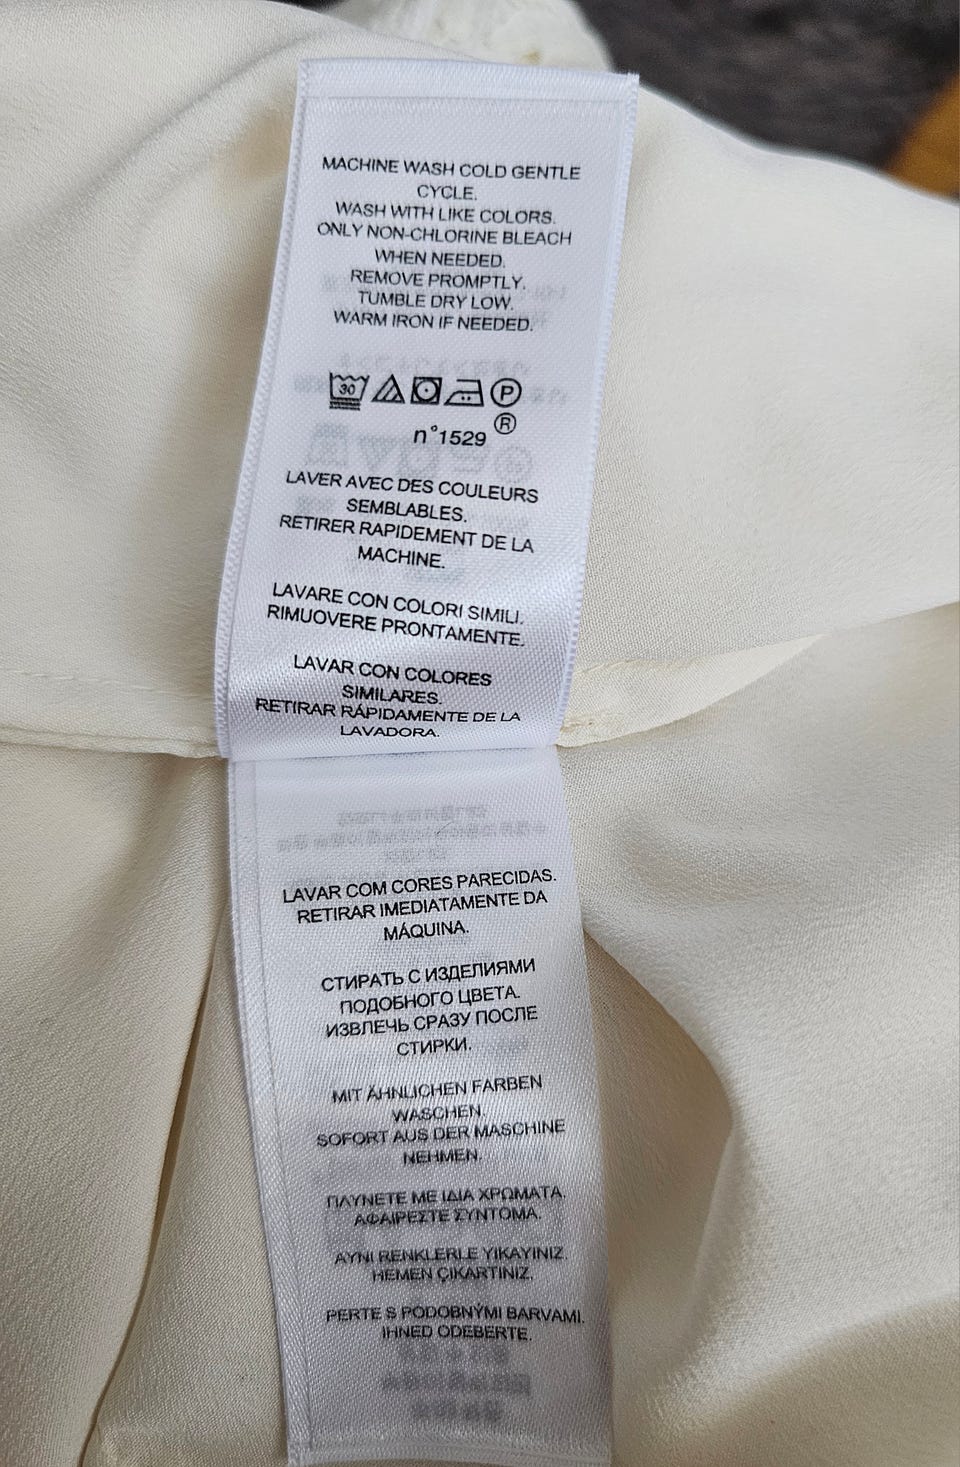 MACHINE WASH COLD GENTLE
CYCLE.
WASH WITH LIKE COLORS.
ONLY NON-CHLORINE BLEACH
WHEN NEEDED.
REMOVE PROMPTLY.
TUMBLE DRY LOW.
WARM IRON IF NEEDED.
30 P
n°1529 ®
LAVER AVEC DES COULEURS
SEMBLABLES.
RETIRER RAPIDEMENT DE LA
MACHINE.
LAVARE CON COLORI SIMILI.
RIMUOVERE PRONTAMENTE.
LAVAR CON COLORES
SIMILARES.
RETIRAR RÁPIDAMENTE DE LA
LAVADORA.
LAVAR COM CORES PARECIDAS.
RETIRAR IMEDIATAMENTE DA
MÁQUINA.
СТИРАТЬ С ИЗДЕЛИЯМИ
ПОДОБНОГО ЦВЕТА.
ИЗВЛЕЧЬ СРАЗУ ПОСЛЕ
СТИРКИ.
MIT ÄHNLICHEN FARBEN
WASCHEN.
SOFORT AUS DER MASCHINE
NEHMEN.
ΠΛΥΝΕΤΕ ΜΕ ΙΔΙΑ ΧΡΩΜΑΤΑ.
ΑΦΑΙΡΕΣΤΕ ΣΥΝΤΟΜΑ.
AYNI RENKLERLE YIKAYINIZ.
HEMEN ÇIKARTINIZ.
PERTE S PODOBNÝMI BARVAMI.
IHNED ODEBERTE.